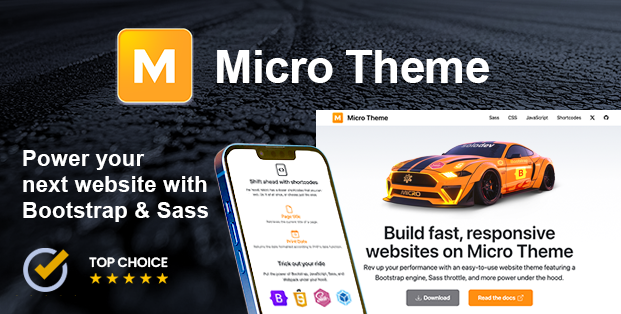 M
Micro Theme
Power your
next website with
Bootstrap & Sass
TOP CHOICE
Shift ahead with shortcodes
Page title
Print Date
Trick out your ride
M
Micro Theme
Sass
CSS
JavaScript
Shortcodes
X
MICRO
B
Build fast, responsive
websites on Micro Theme
Rev up your performance with an easy-to-use website theme featuring a
Bootstrap engine, Sass throttle, and more power under the hood.
Download
Read the docs
B
5
Sass